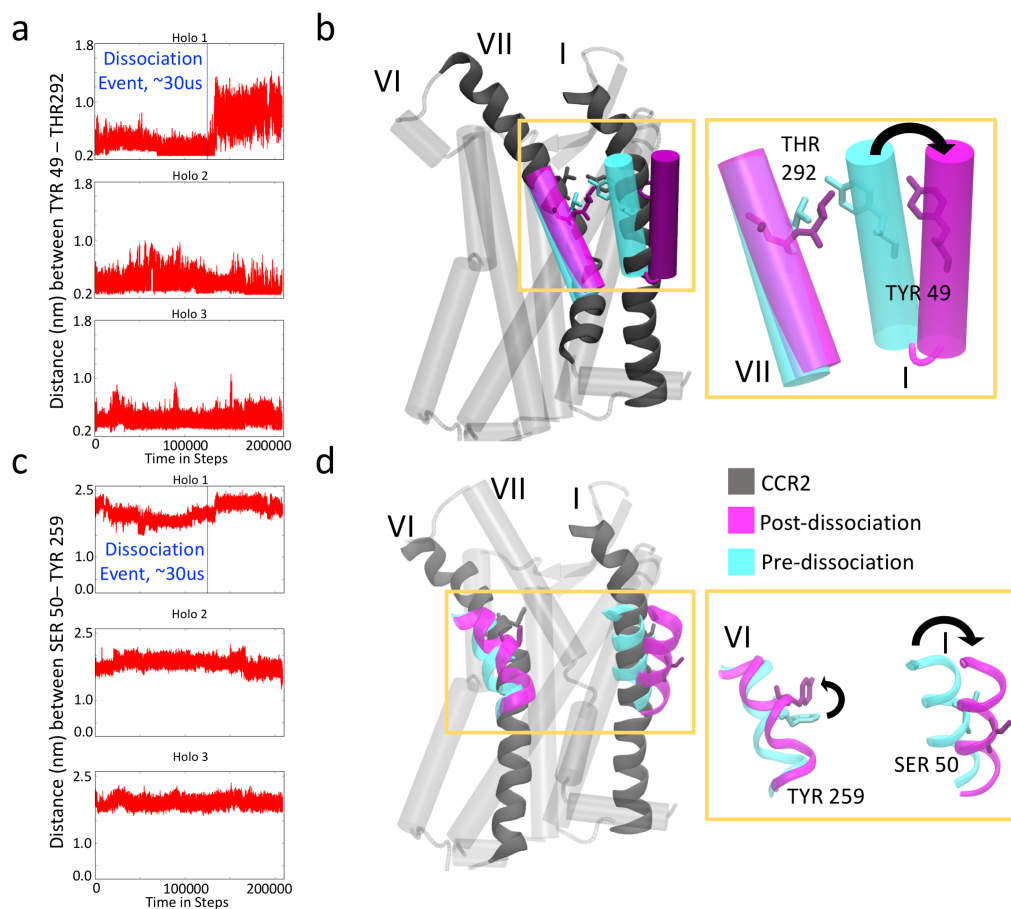 a
Holo 1
1.8
1.0
0.2
Dissociation
Event, ~30us
Holo 2
1.8
1.0
0.2
Holo 3
1.8
1.0
0.2
0
100000
200000
Time in Steps
Distance (nm) between TYR 49 – THR292
b
VII
VI
I
THR
292
TYR 49
VII
I
c
Holo 1
2.5
1.0
0.0
Dissociation
Event, ~30us
Holo 2
2.5
1.0
0.0
Holo 3
2.5
1.0
0.0
0
100000
200000
Time in Steps
Distance (nm) between SER 50– TYR 259
d
VII
VI
I
CCR2
Post-dissociation
Pre-dissociation
VI
I
SER 50
TYR 259